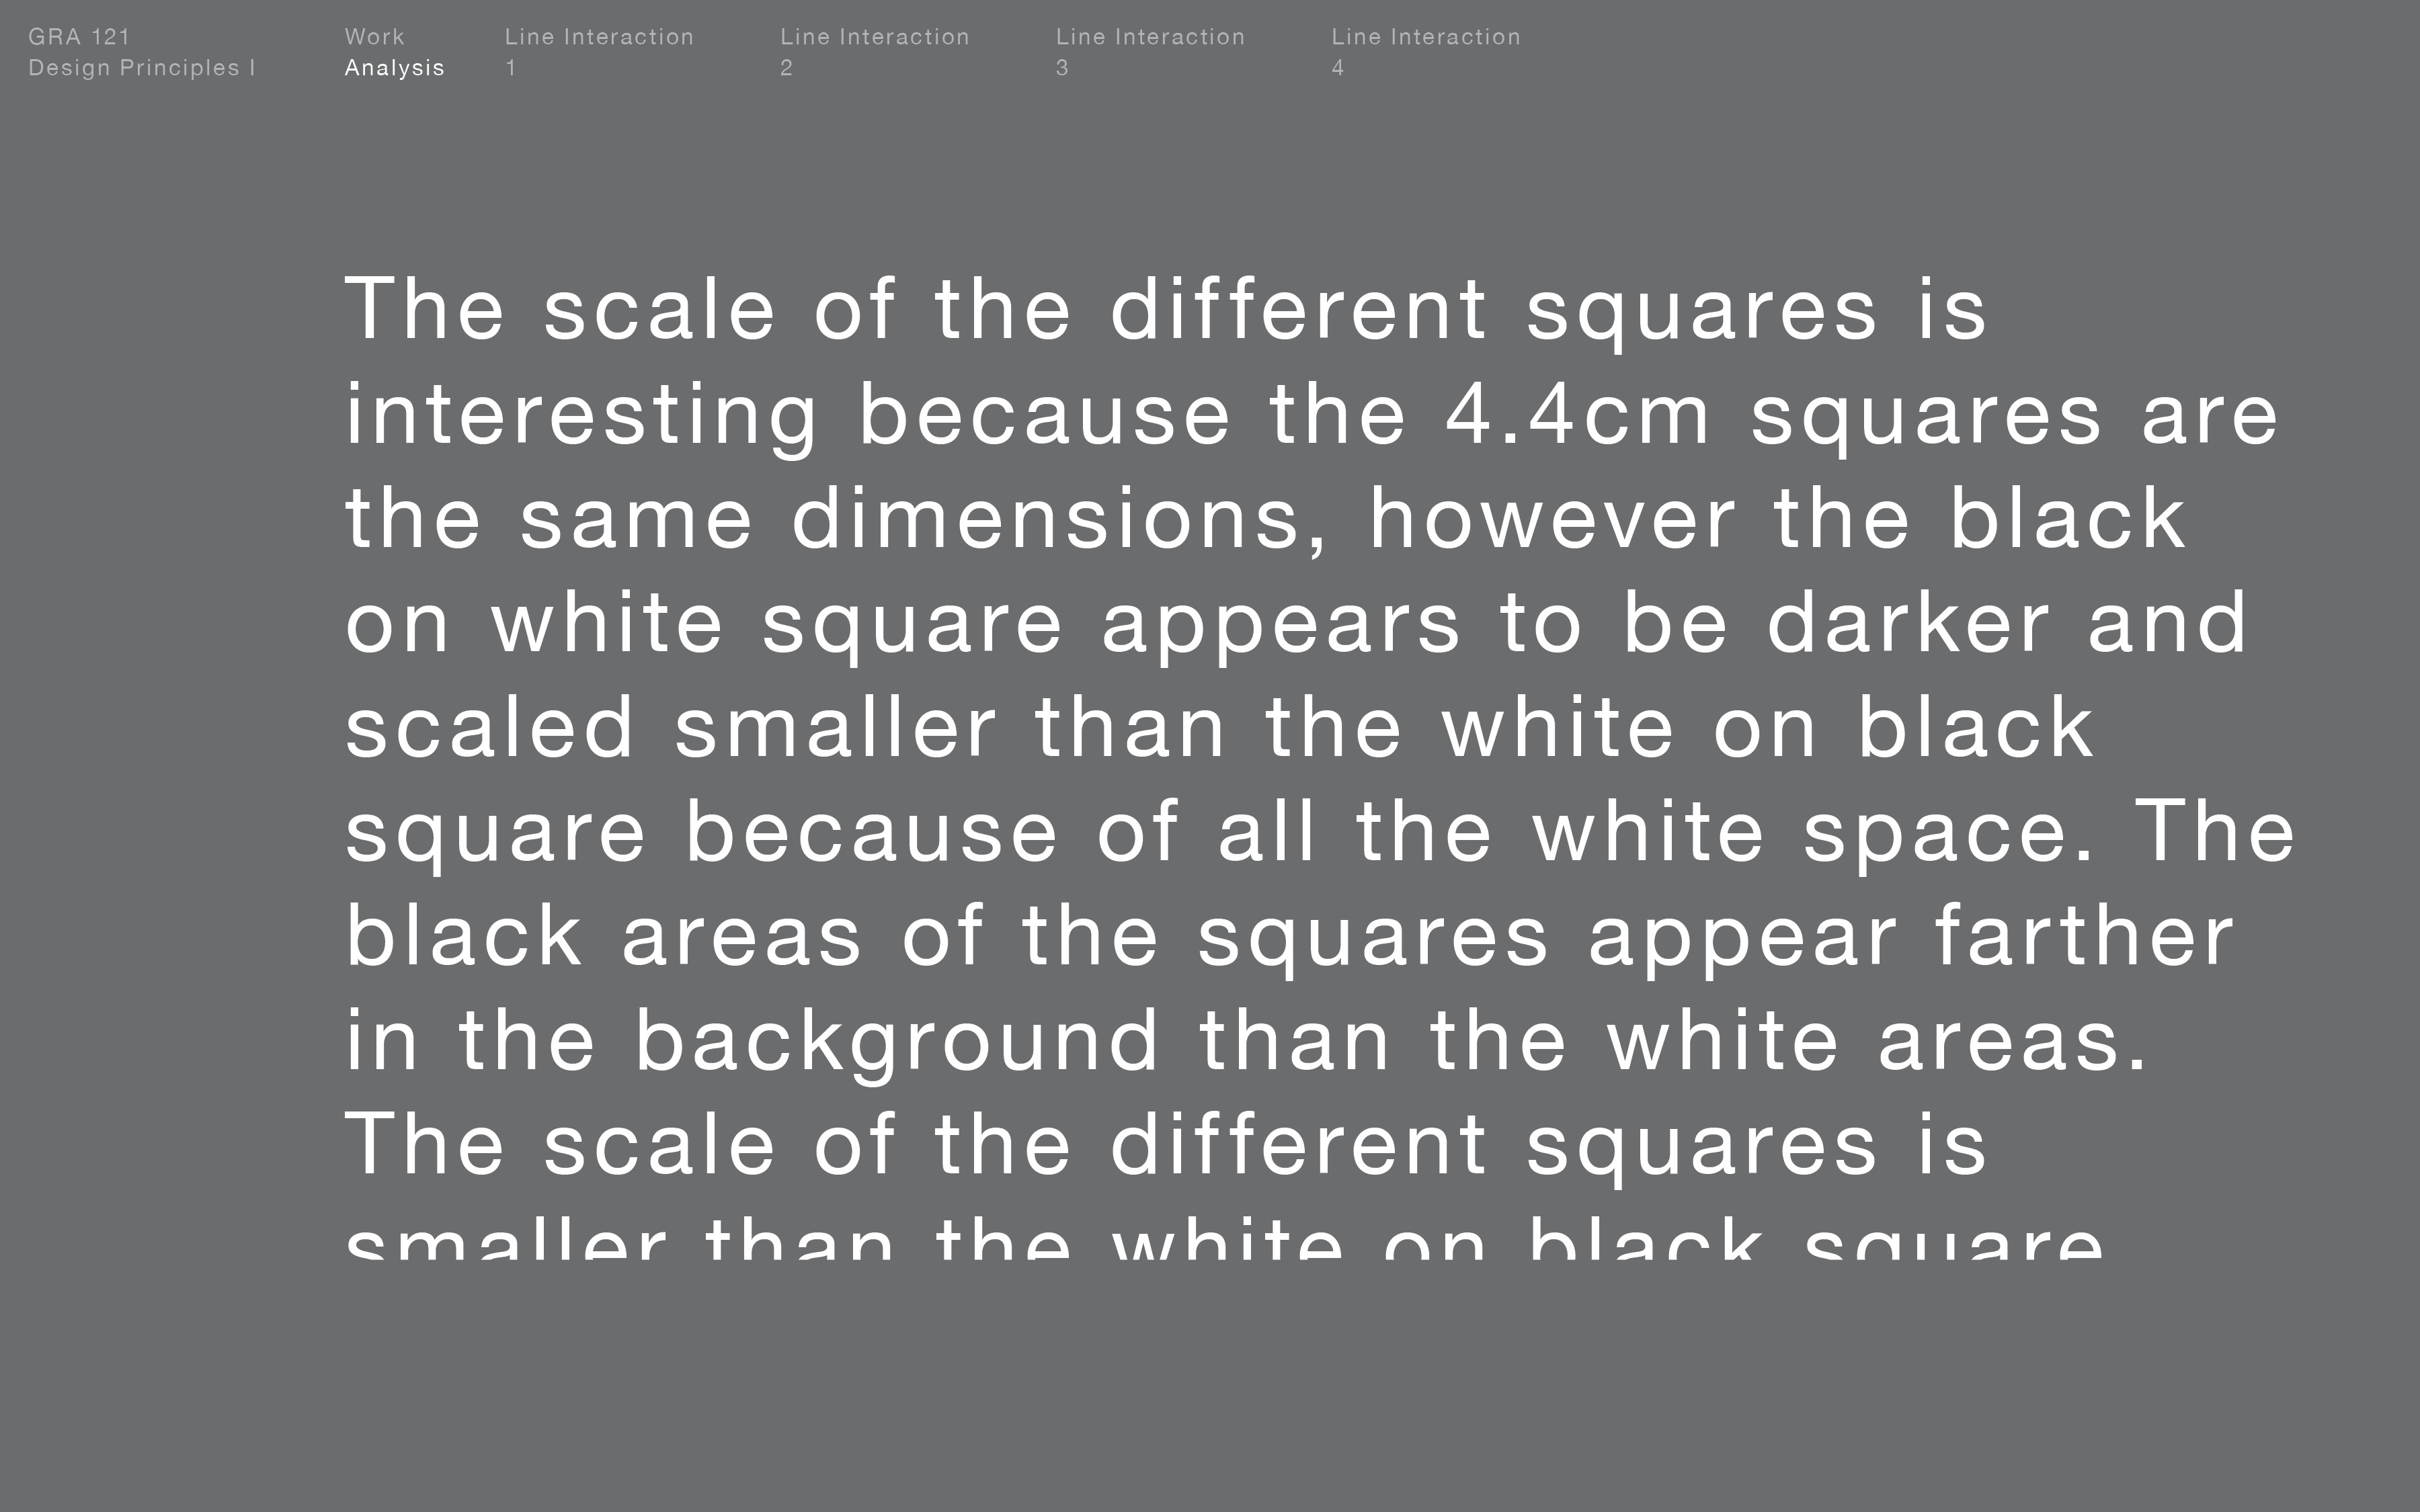 GRA 121
Design Principles I
Work
Analysis
Line Interaction
1
Line Interaction
2
Line Interaction
3
Line Interaction
4
The scale of the different squares is
interesting because the 4.4cm squares are
the same dimensions, however the black
on white square appears to be darker and
scaled smaller than the white on black
square because of all the white space. The
black areas of the squares appear farther
in the background than the white areas.
The scale of the different squares is
smaller than the white on black square